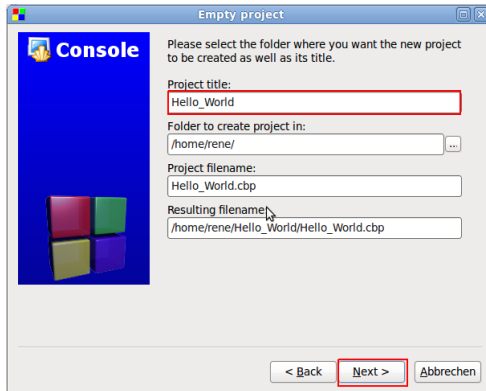 Empty project
Console
Please select the folder where you want the new project
to be created as well as its title.
Project title:
Hello_World
Folder to create project in:
/home/rene/
...
Project filename:
Hello_World.cbp
Resulting filename:
/home/rene/Hello_World/Hello_World.cbp
< Back
Next >
Abbrechen